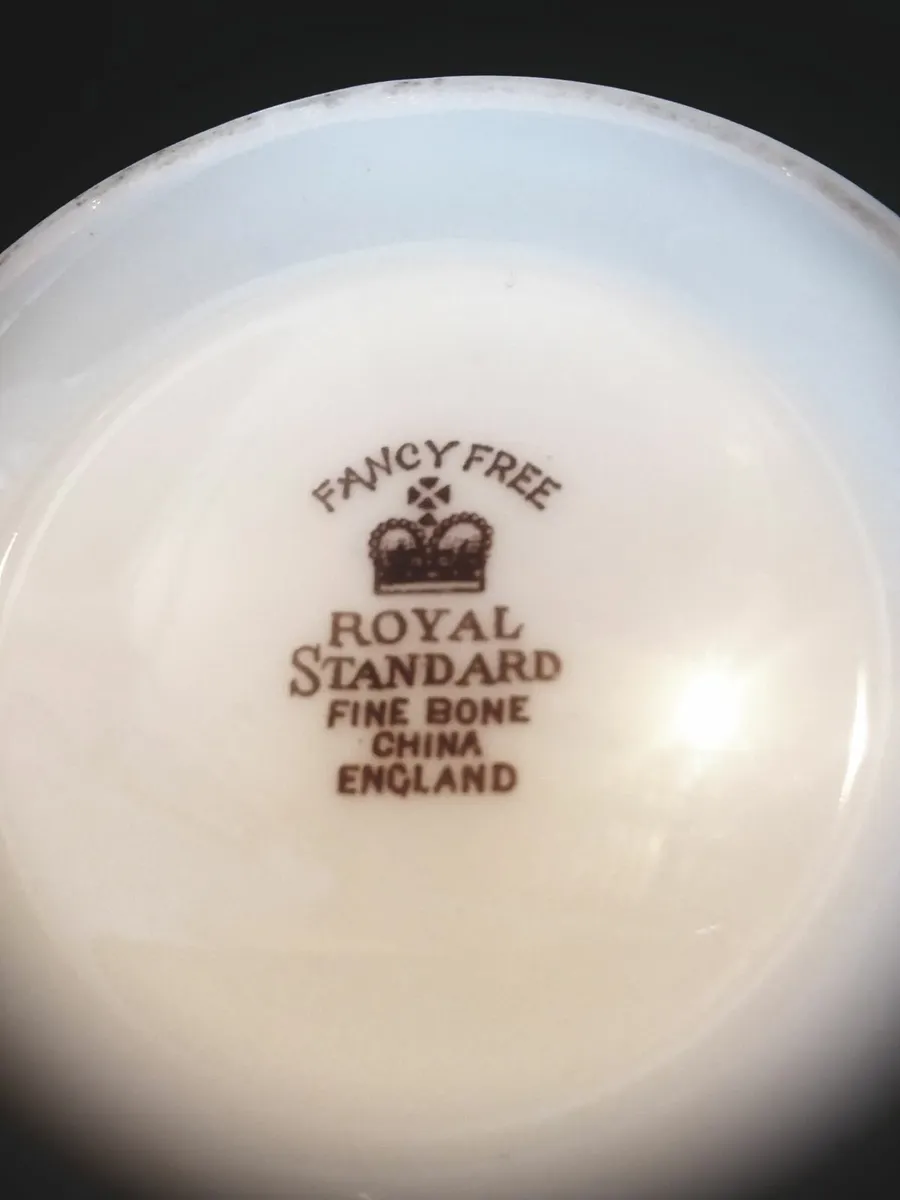 FANCY FREE
ROYAL
STANDARD
FINE BONE
CHINA
ENGLAND